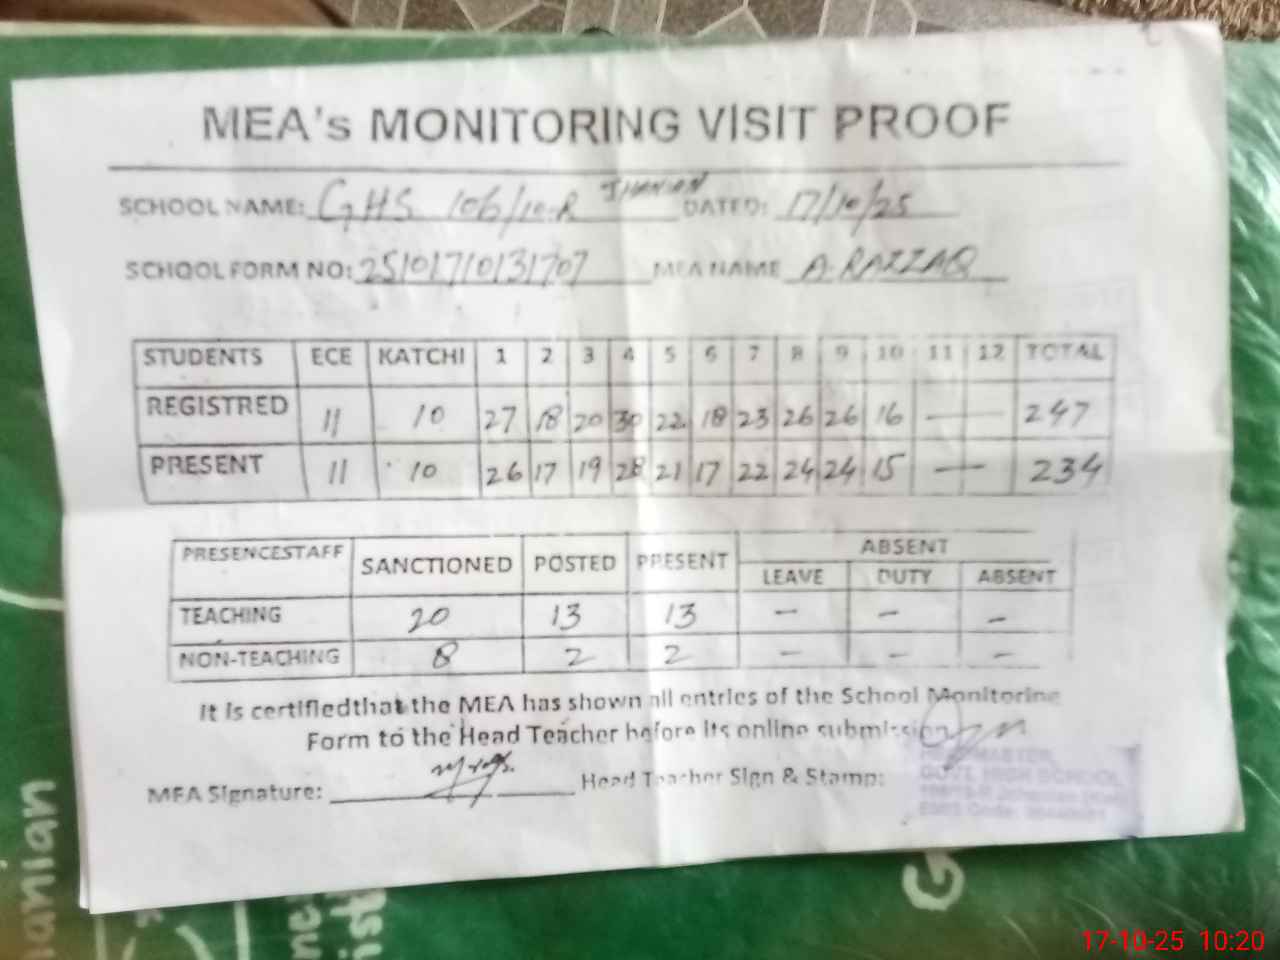 MEA's MONITORING VISIT PROOF
SCHOOL NAME: GHS 106/10-R JHANIAN DATED: 17/10/25
SCHOOL FORM NO: 25101710131707 MEA NAME A. RAZZAQ
STUDENTS ECE KATCHI 1 2 3 4 5 6 7 8 9 10 11 12 TOTAL
REGISTRED 11 10 27 18 20 30 22 18 23 26 26 16 — 247
PRESENT 11 10 26 17 19 28 21 17 22 24 24 15 — 234
PRESENCESTAFF SANCTIONED POSTED PRESENT ABSENT
LEAVE DUTY ABSENT
TEACHING 20 13 13 - - -
NON-TEACHING 8 2 2 - - -
It is certifiedthat the MEA has shown all entries of the School Monitoring
Form to the Head Teacher before its online submission
MEA Signature: Head Teacher Sign & Stamp:
GOVT. HIGH SCHOOL
anian
17-10-25 10:20